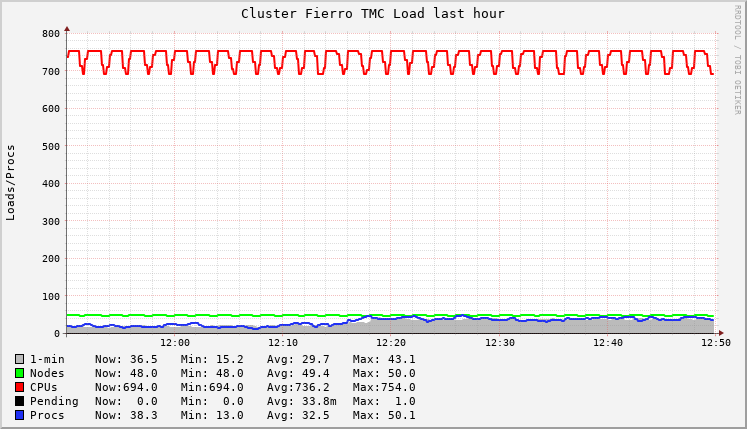 Cluster Fierro TMC Load last hour
RRDTOOL / TOBI OETIKER
Loads/Procs
800
700
600
500
400
300
200
100
0
12:00 12:10 12:20 12:30 12:40 12:50
1-min Now: 36.5 Min: 15.2 Avg: 29.7 Max: 43.1
Nodes Now: 48.0 Min: 48.0 Avg: 49.4 Max: 50.0
CPUs Now:694.0 Min:694.0 Avg:736.2 Max:754.0
Pending Now: 0.0 Min: 0.0 Avg: 33.8m Max: 1.0
Procs Now: 38.3 Min: 13.0 Avg: 32.5 Max: 50.1